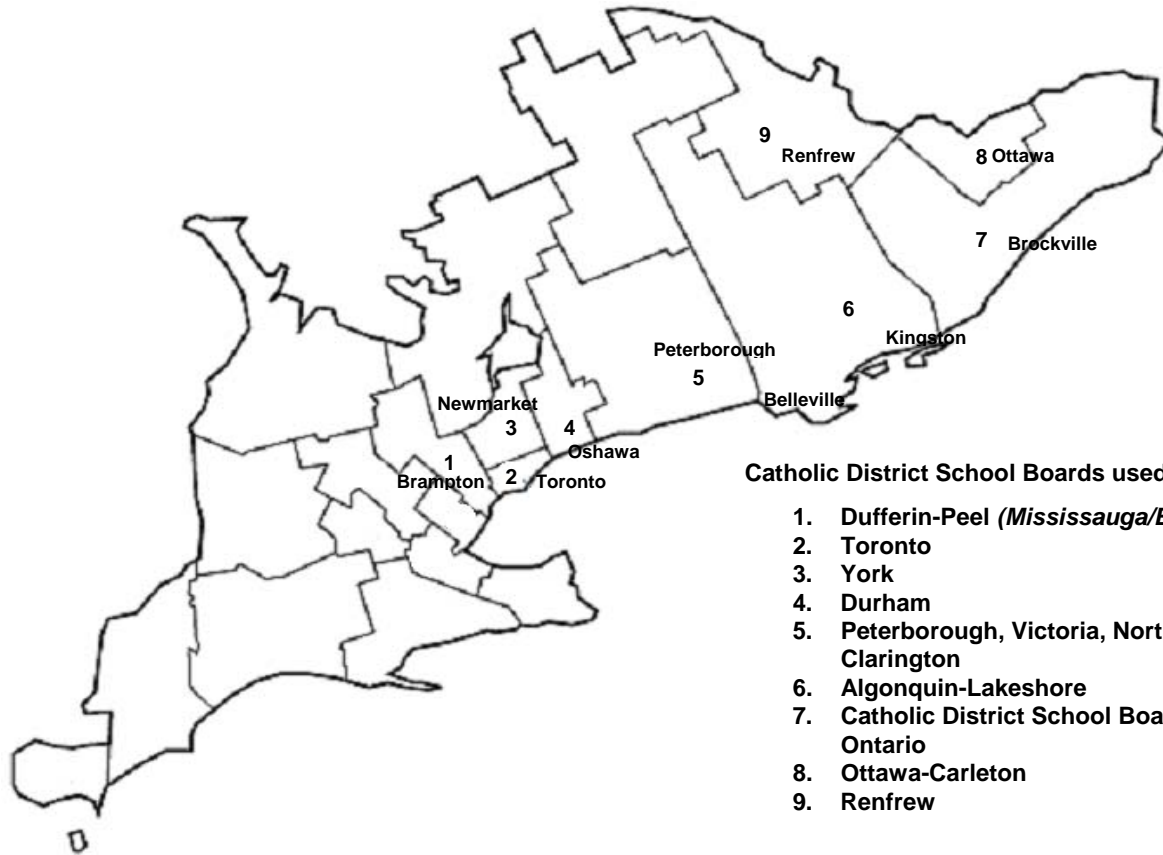 9
Renfrew
8 Ottawa
7 Brockville
6
Kingston
Peterborough
5
Belleville
Newmarket
3
4
Oshawa
1
Brampton
2 Toronto
Catholic District School Boards used
1. Dufferin-Peel (Mississauga/
2. Toronto
3. York
4. Durham
5. Peterborough, Victoria,
Clarington
6. Algonquin-Lakeshore
7. Catholic District School
Ontario
8. Ottawa-Carleton
9. Renfrew